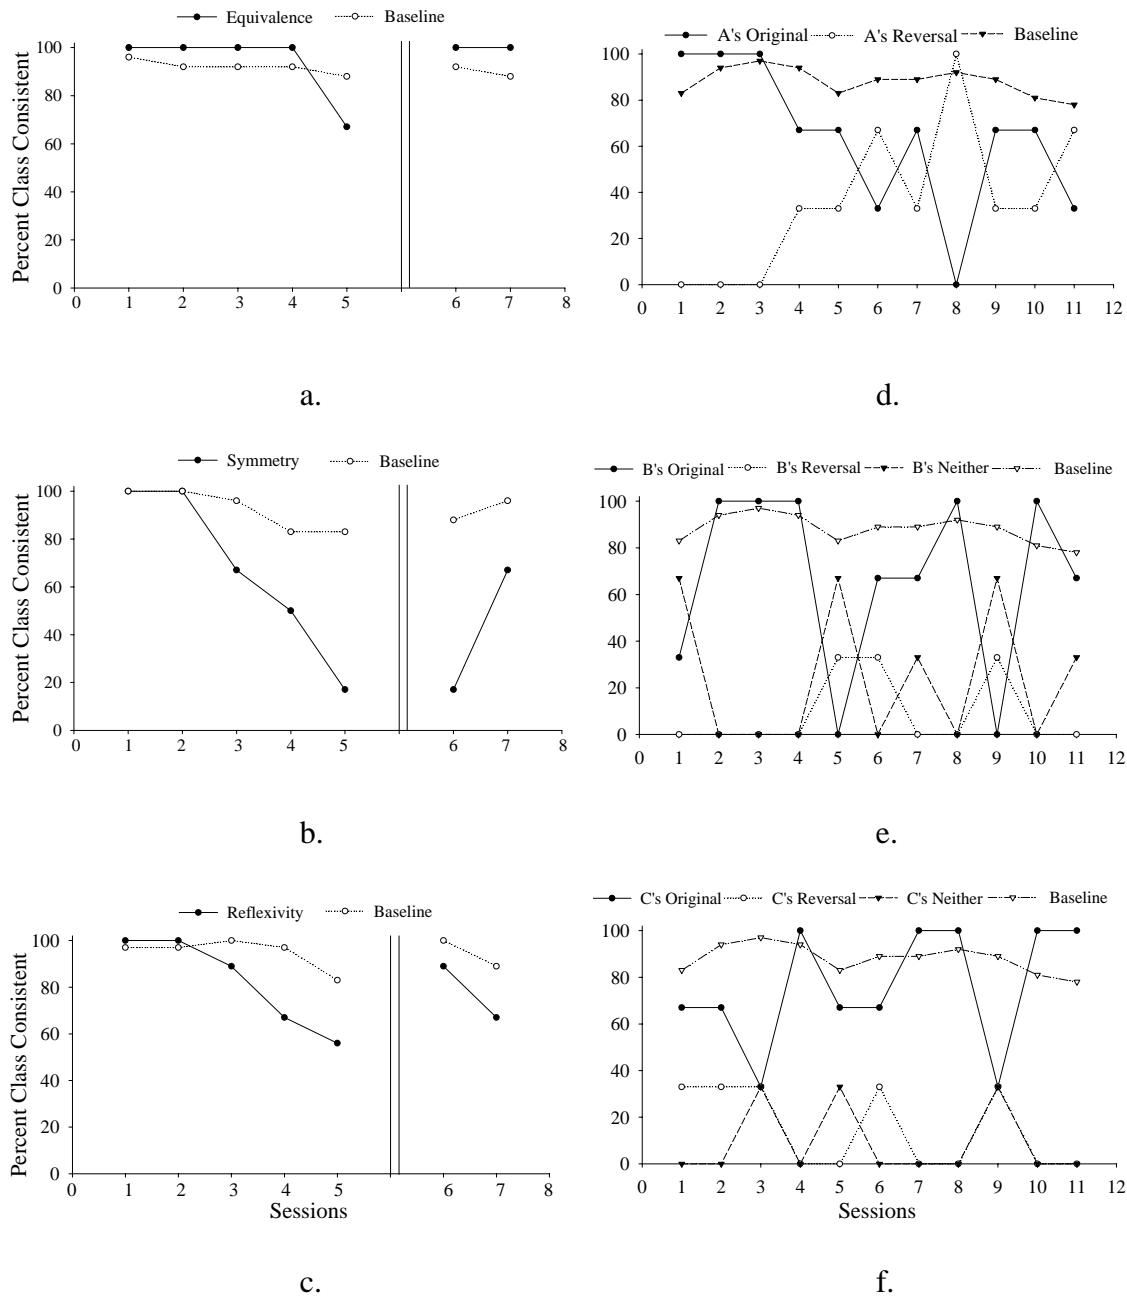 Equivalence Baseline
Percent Class Consistent
100
80
60
40
20
0
0 1 2 3 4 5 6 7 8
a.
A's Original A's Reversal Baseline
100
80
60
40
20
0
0 1 2 3 4 5 6 7 8 9 10 11 12
d.
Symmetry Baseline
Percent Class Consistent
100
80
60
40
20
0
0 1 2 3 4 5 6 7 8
b.
B's Original B's Reversal B's Neither Baseline
100
80
60
40
20
0
0 1 2 3 4 5 6 7 8 9 10 11 12
e.
Reflexivity Baseline
Percent Class Consistent
100
80
60
40
20
0
0 1 2 3 4 5 6 7 8
Sessions
c.
C's Original C's Reversal C's Neither Baseline
100
80
60
40
20
0
0 1 2 3 4 5 6 7 8 9 10 11 12
Sessions
f.